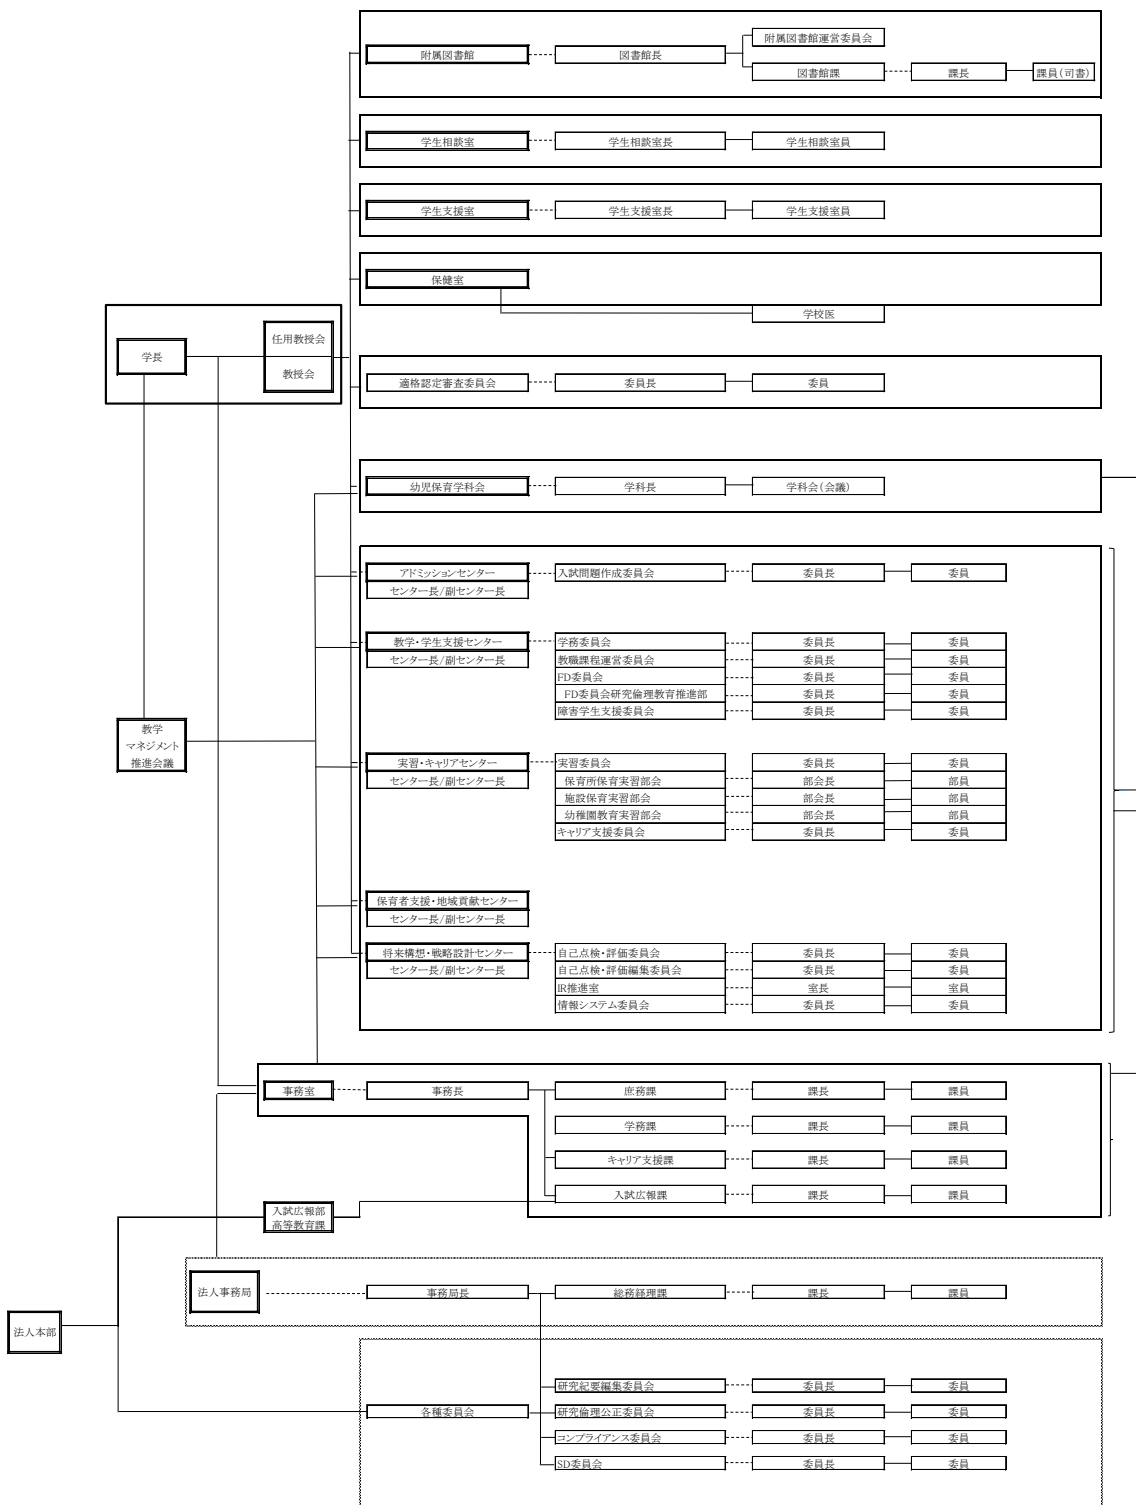 附属図書館運営委員会
附属図書館 図書館長
図書館課 課長 課員(司書)
学生相談室 学生相談室長 学生相談室員
学生支援室 学生支援室長 学生支援室員
保健室
学校医
任用教授会
学長
教授会
適格認定審査委員会 委員長 委員
幼児保育学科会 学科長 学科会(会議)
アドミッションセンター 入試問題作成委員会 委員長 委員
センター長/副センター長
教学・学生支援センター 学務委員会 委員長 委員
センター長/副センター長 教職課程運営委員会 委員長 委員
FD委員会 委員長 委員
FD委員会研究倫理教育推進部 委員長 委員
障害学生支援委員会 委員長 委員
教学
マネジメント
推進会議
実習・キャリアセンター 実習委員会 委員長 委員
センター長/副センター長 保育所保育実習部会 部会長 部員
施設保育実習部会 部会長 部員
幼稚園教育実習部会 部会長 部員
キャリア支援委員会 委員長 委員
保育者支援・地域貢献センター
センター長/副センター長
将来構想・戦略設計センター 自己点検・評価委員会 委員長 委員
センター長/副センター長 自己点検・評価編集委員会 委員長 委員
IR推進室 室長 室員
情報システム委員会 委員長 委員
事務室 事務長 庶務課 課長 課員
学務課 課長 課員
キャリア支援課 課長 課員
入試広報課 課長 課員
入試広報部
高等教育課
法人事務局 事務局長 総務経理課 課長 課員
法人本部
研究紀要編集委員会 委員長 委員
各種委員会 研究倫理公正委員会 委員長 委員
コンプライアンス委員会 委員長 委員
SD委員会 委員長 委員